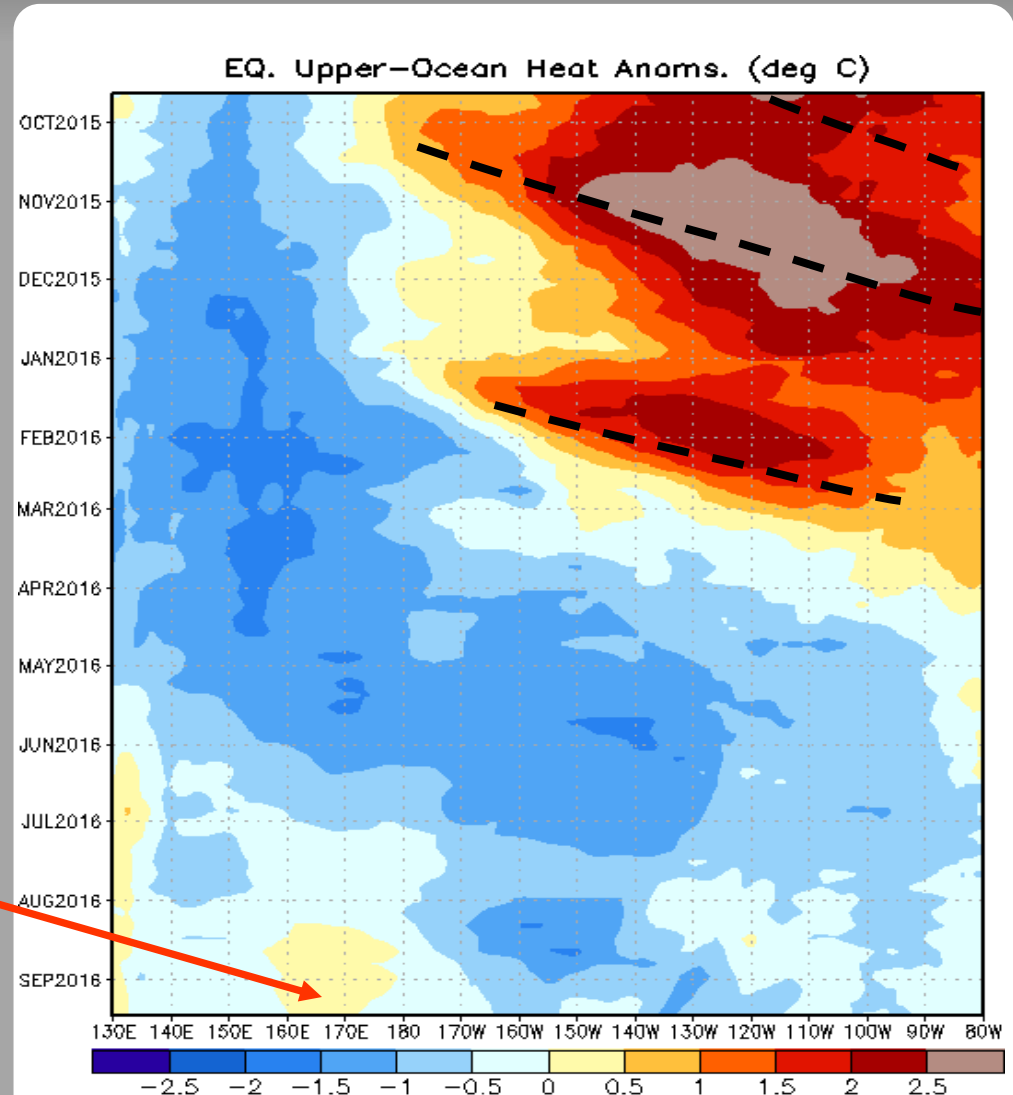 EQ. Upper-Ocean Heat Anoms. (deg C)
OCT2015
NOV2015
DEC2015
JAN2016
FEB2016
MAR2016
APR2016
MAY2016
JUN2016
JUL2016
AUG2016
SEP2016
130E 140E 150E 160E 170E 180 170W 160W 150W 140W 130W 120W 110W 100W 90W 80W
-2.5 -2 -1.5 -1 -0.5 0 0.5 1 1.5 2 2.5